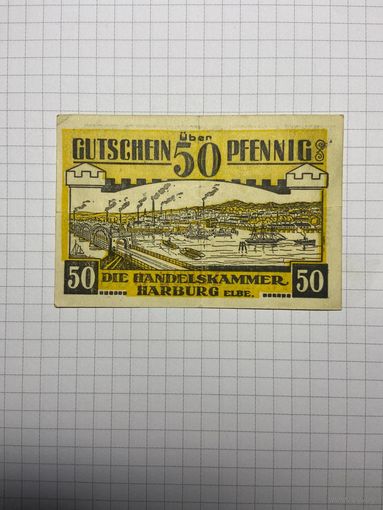 über
GUTSCHEIN 50 PFENNIG
50 DIE HANDELSKAMMER 50
HARBURG ELBE.